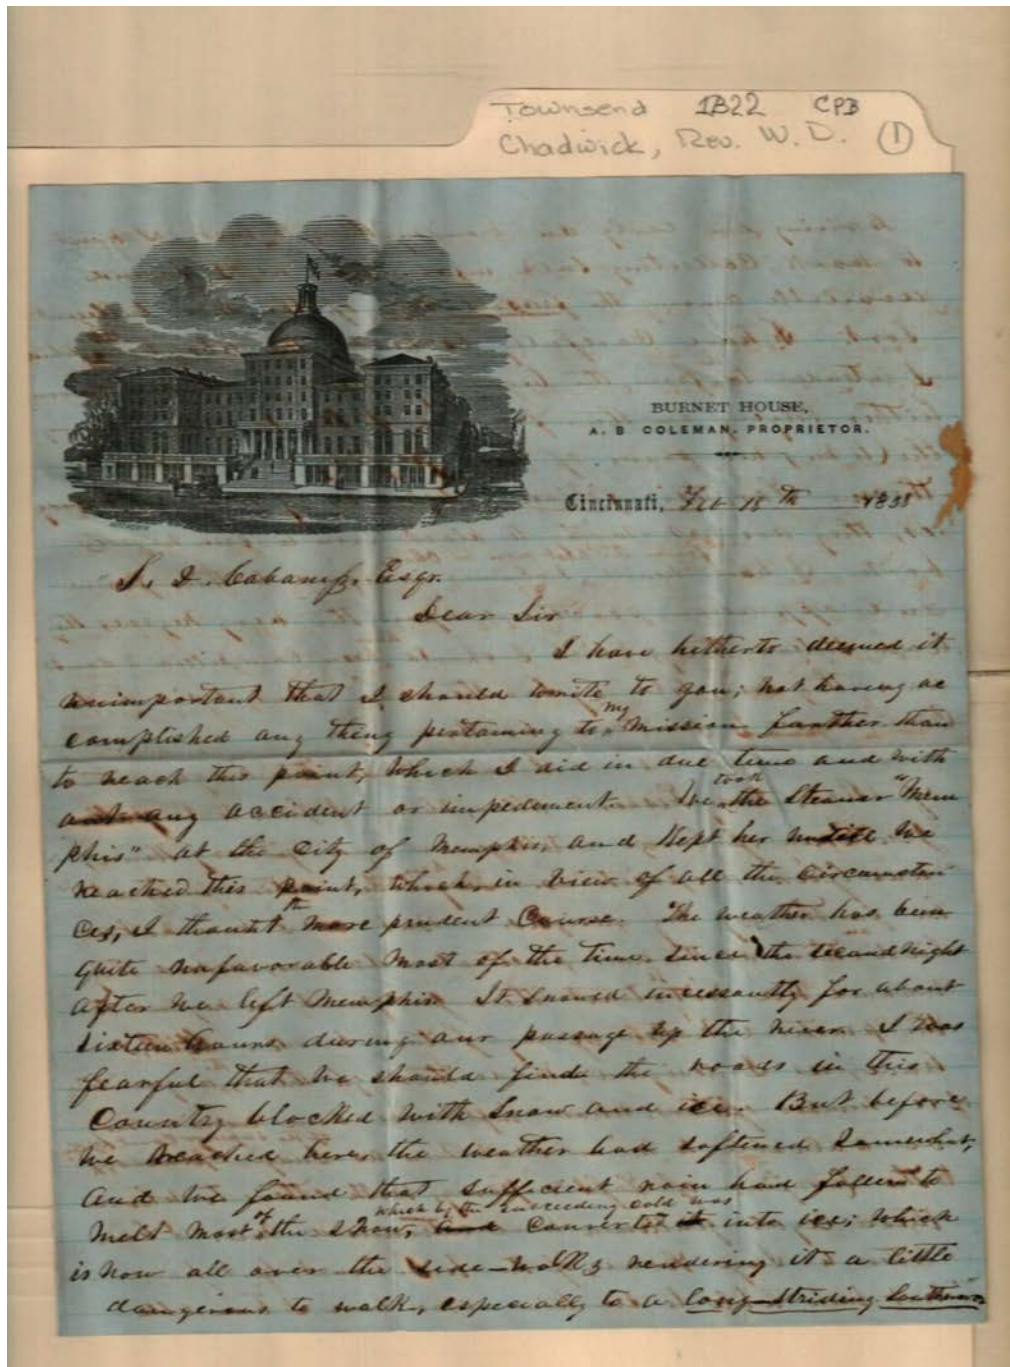 Townsend 1B22 CPB
Chadwick, Rev. W. D. (1)
BURNET HOUSE,
A. B. COLEMAN. PROPRIETOR.
Cincinnati, Feb 18th 1858
S. D. Cabaniss Esqr.
Dear Sir
I have hitherto deemed it
unimportant that I should write to you; not having ac
complished any thing pertaining to my mission farther than
to reach this point, which I did in due time and with
out any accident or impediment. We took the Steamer "Mem
phis" at the City of Memphis, and kept her untill we
reached this point, which, in view of all the circumstan
ces, I thought the more prudent Course. The weather has been
quite unfavorable most of the time since the second night
after we left Memphis. It snowed incessantly for about
sixteen hours during our passage up the river. I was
fearful that we should find the roads in this
Country blocked with Snow and ice. But before
we reached here, the weather had softened somewhat,
and we found that sufficient rain had fallen to
melt most of the snow, and which by the succeeding cold was converted it into ice; which
is now all over the side-walks rendering it a little
dangerous to walk, especially to a long-striding Southron